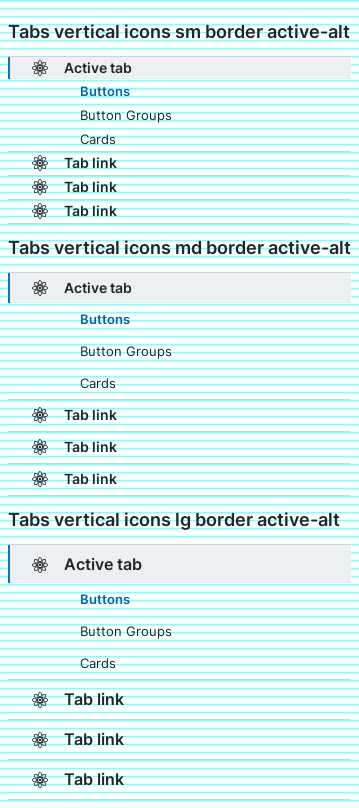 Tabs vertical icons sm border active-alt
Active tab
Buttons
Button Groups
Cards
Tab link
Tab link
Tab link
Tabs vertical icons md border active-alt
Active tab
Buttons
Button Groups
Cards
Tab link
Tab link
Tab link
Tabs vertical icons lg border active-alt
Active tab
Buttons
Button Groups
Cards
Tab link
Tab link
Tab link